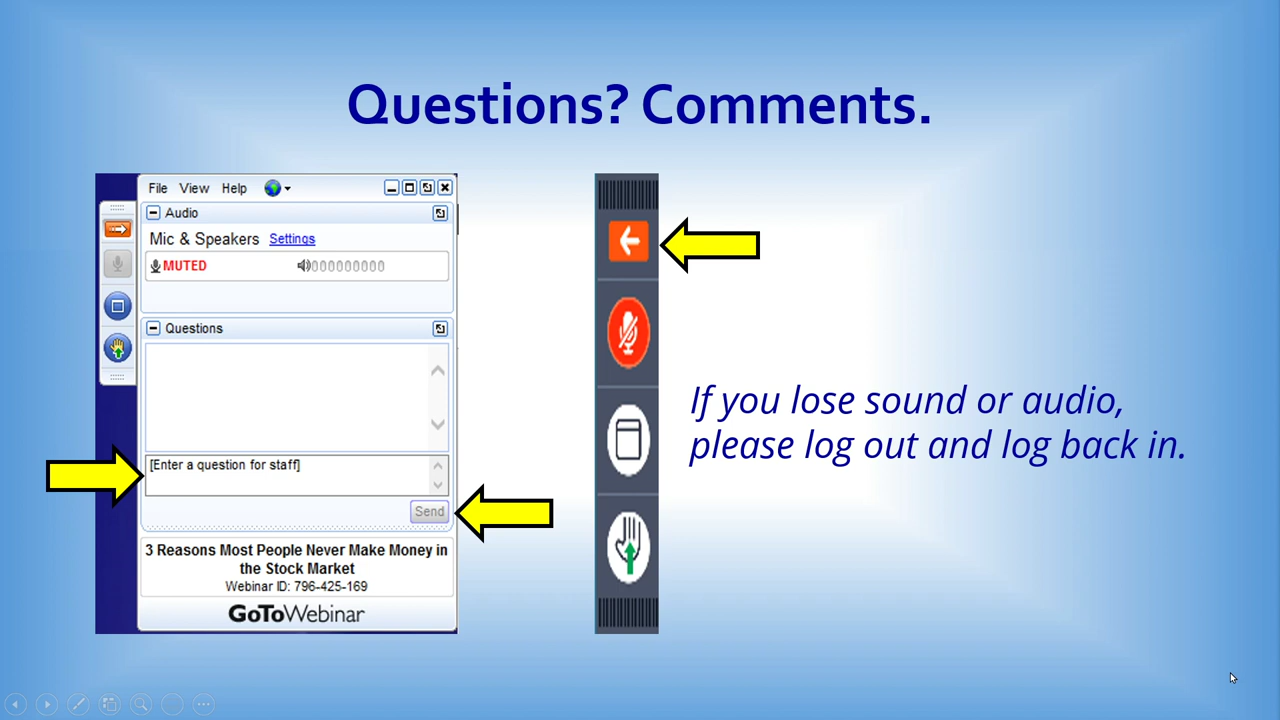 Questions? Comments.
File View Help
Audio
Mic & Speakers Settings
MUTED 000000000
Questions
[Enter a question for staff]
Send
3 Reasons Most People Never Make Money in
the Stock Market
Webinar ID: 796-425-169
GoToWebinar
If you lose sound or audio,
please log out and log back in.